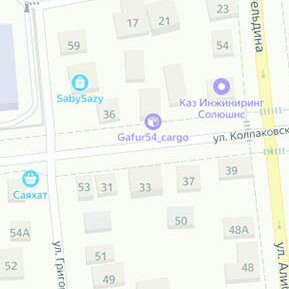 17
21
ельдина
59
23
54
SabySazy
36
Каз Инжиниринг
Солюшнс
Gafur54_cargo
ул. Колпаковск
Саяхат
53
31
33
37
39
50
54А
48А
52
51
49
48
ул. Григо
ул. Али